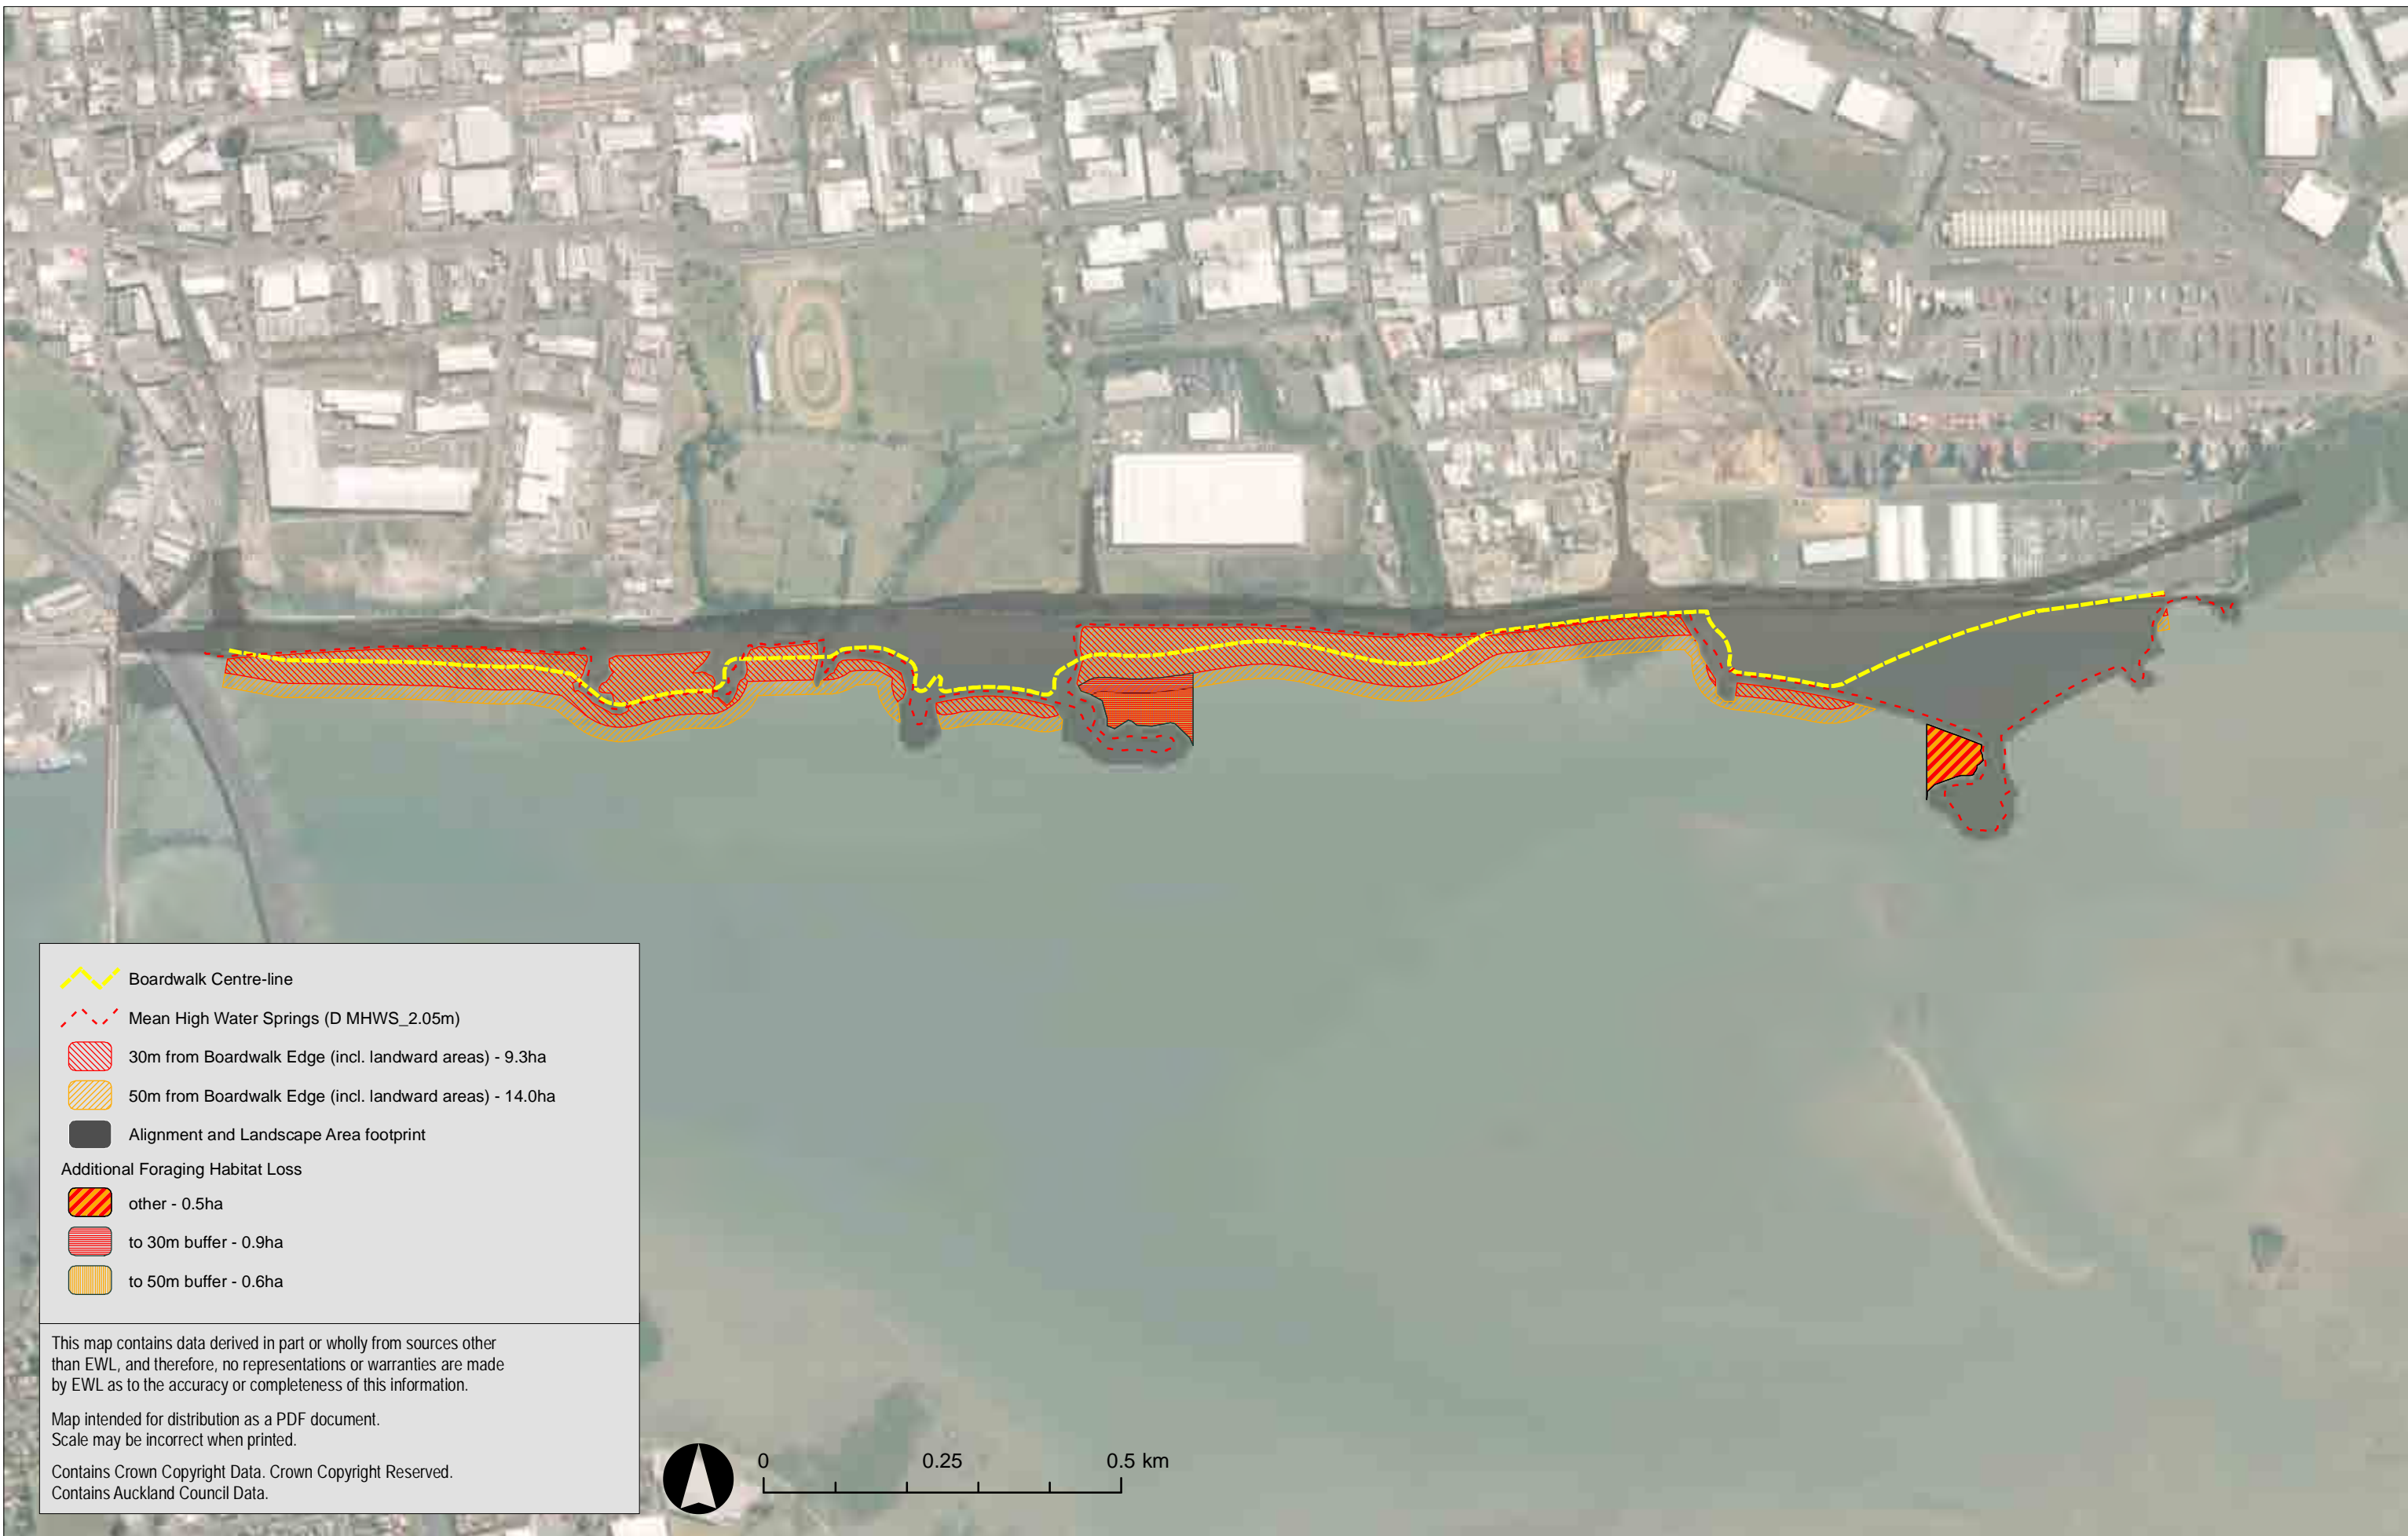 Boardwalk Centre-line
Mean High Water Springs (D MHWS_2.05m)
30m from Boardwalk Edge (incl. landward areas) - 9.3ha
50m from Boardwalk Edge (incl. landward areas) - 14.0ha
Alignment and Landscape Area footprint
Additional Foraging Habitat Loss
other - 0.5ha
to 30m buffer - 0.9ha
to 50m buffer - 0.6ha
This map contains data derived in part or wholly from sources other
than EWL, and therefore, no representations or warranties are made
by EWL as to the accuracy or completeness of this information.
Map intended for distribution as a PDF document.
Scale may be incorrect when printed.
Contains Crown Copyright Data. Crown Copyright Reserved.
Contains Auckland Council Data.
0 0.25 0.5 km